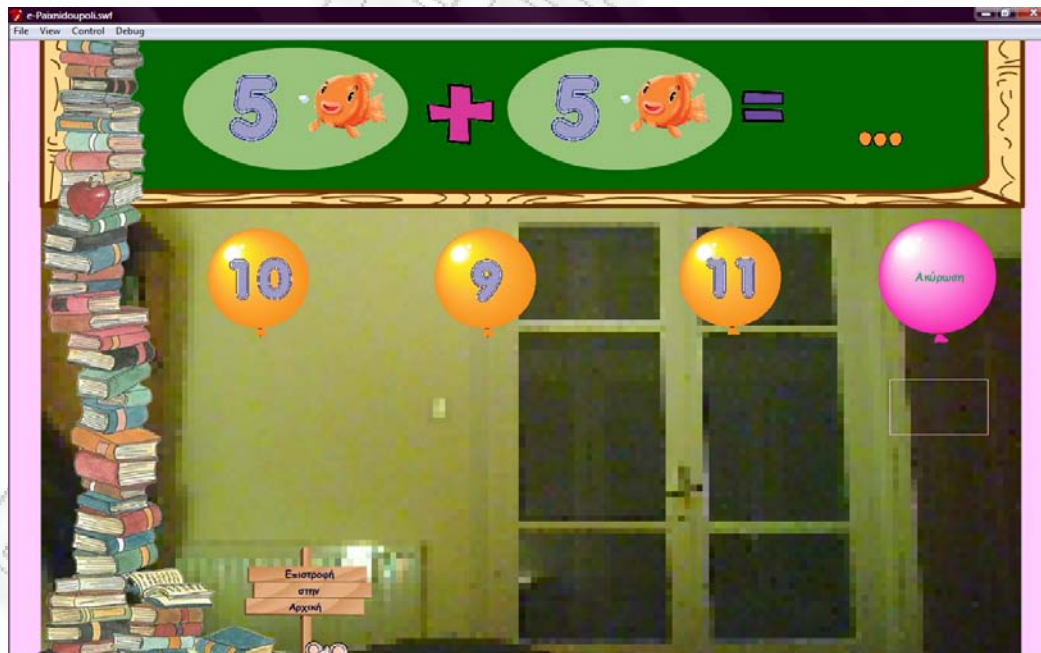 e-Paixnidoupoli.swf
File View Control Debug
5 + 5 = ...
10 9 11 Ακύρωση
Επιστροφή
στην
Αρχική